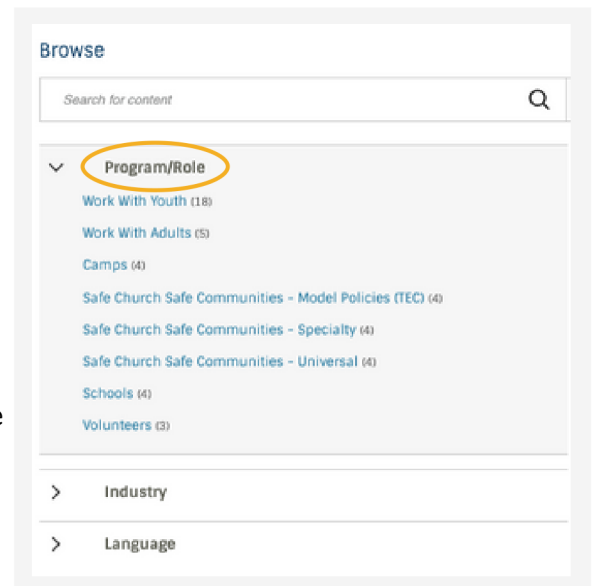 Browse
Search for content
Program/Role
Work With Youth (18)
Work With Adults (5)
Camps (4)
Safe Church Safe Communities - Model Policies (TEC) (4)
Safe Church Safe Communities - Specialty (4)
Safe Church Safe Communities - Universal (4)
Schools (4)
e
Volunteers (3)
Industry
Language